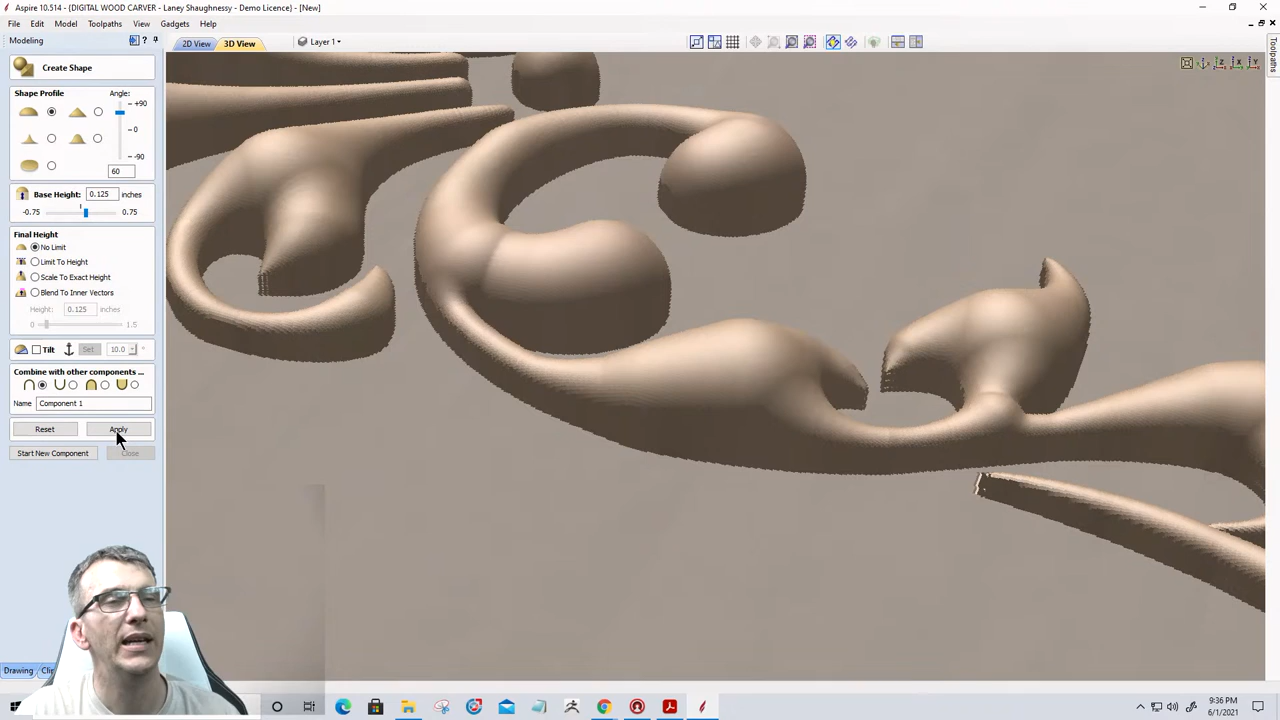 Aspire 10.514 - (DIGITAL WOOD CARVER - Laney Shaughnessy - Demo Licence) - [New]
File Edit Model Toolpaths View Gadgets Help
Modeling
2D View 3D View Layer 1
Create Shape
Shape Profile Angle:
+90
0
-90
60
Base Height: 0.125 inches
-0.75 0.75
Final Height
No Limit
Limit To Height
Scale To Exact Height
Blend To Inner Vectors
Height: 0.125 inches
0 1.5
Tilt Set 10.0 °
Combine with other components ...
Name Component 1
Reset Apply
Start New Component Close
Toolpaths
Drawing
9:36 PM
6/1/2021